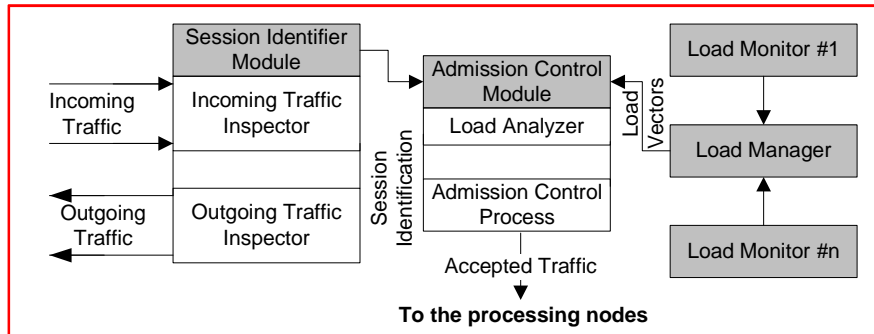 Session Identifier
Module
Incoming Traffic
Inspector
Outgoing Traffic
Inspector
Incoming
Traffic
Outgoing
Traffic
Session
Identification
Admission Control
Module
Load Analyzer
Admission Control
Process
Accepted Traffic
To the processing nodes
Load
Vectors
Load Monitor #1
Load Manager
Load Monitor #n